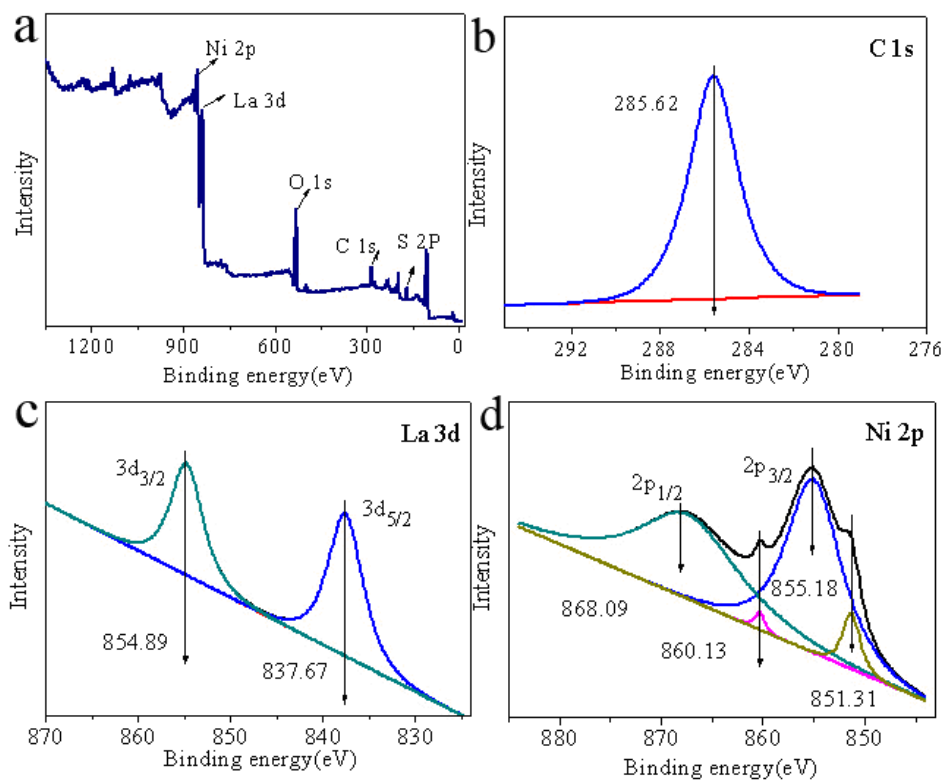 a
Ni 2p
La 3d
O 1s
C 1s
S 2P
Intensity
1200
900
600
300
0
Binding energy(eV)
b
C 1s
285.62
Intensity
292
288
284
280
276
Binding energy(eV)
c
La 3d
3d3/2
3d5/2
854.89
837.67
Intensity
870
860
850
840
830
Binding energy(eV)
d
Ni 2p
2p1/2
2p3/2
868.09
855.18
860.13
851.31
Intensity
880
870
860
850
Binding energy(eV)